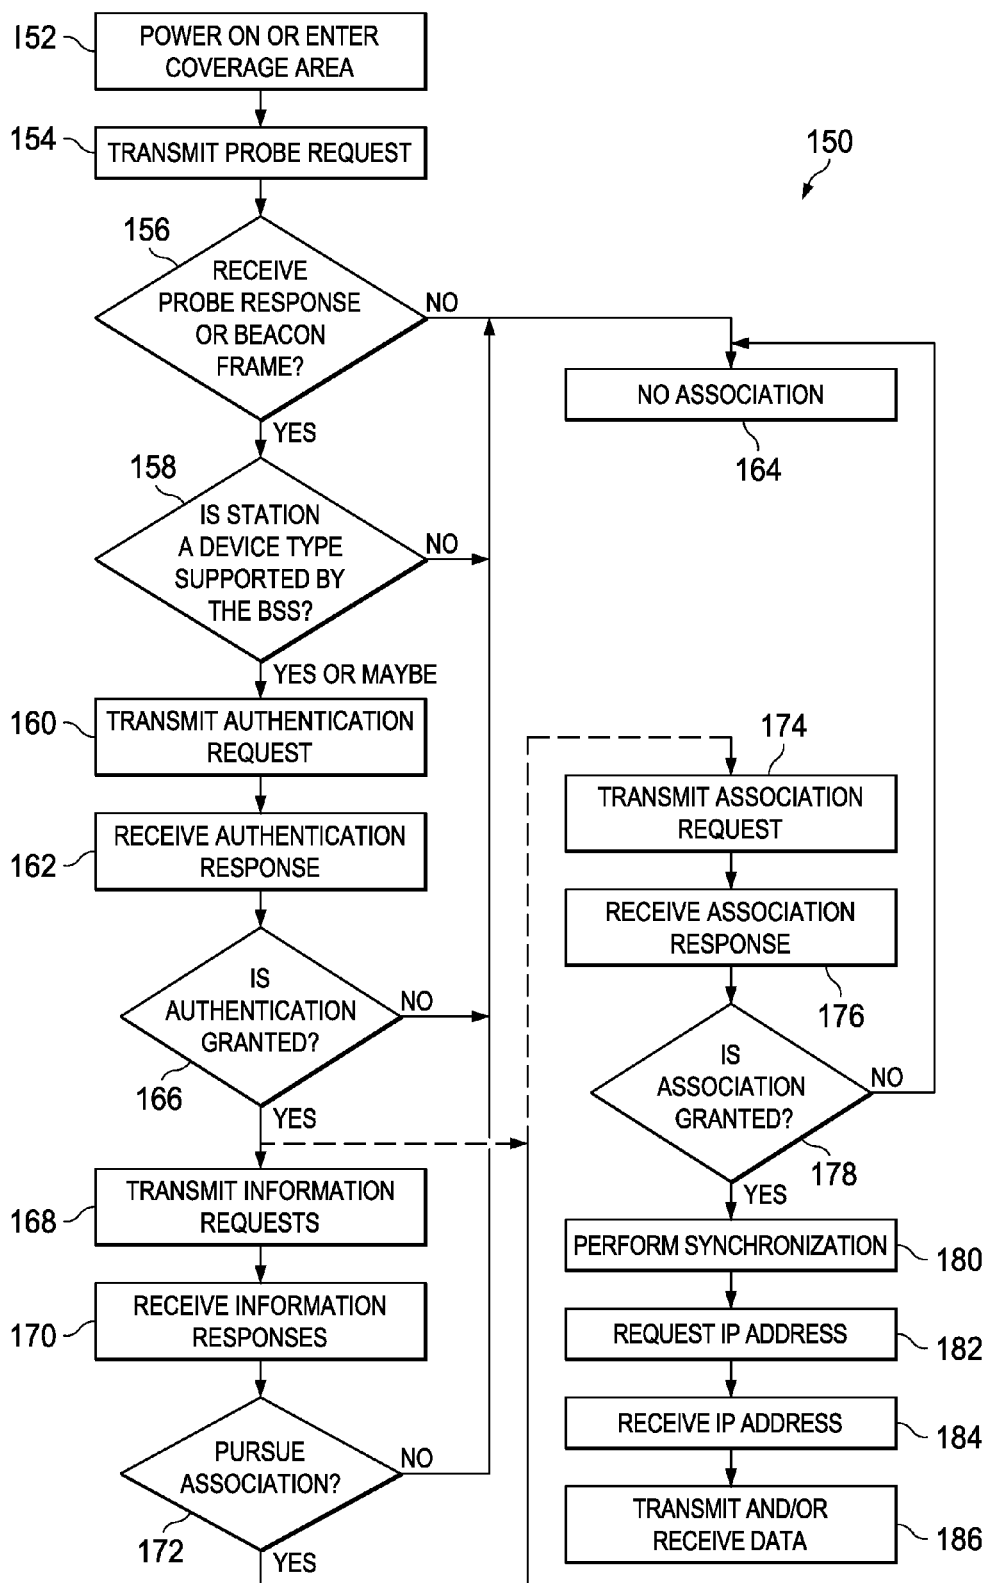 152
POWER ON OR ENTER
COVERAGE AREA
154
TRANSMIT PROBE REQUEST
150
156
RECEIVE
PROBE RESPONSE
OR BEACON
FRAME?
NO
YES
NO ASSOCIATION
164
158
IS STATION
A DEVICE TYPE
SUPPORTED BY
THE BSS?
NO
YES OR MAYBE
160
TRANSMIT AUTHENTICATION
REQUEST
162
RECEIVE AUTHENTICATION
RESPONSE
IS
AUTHENTICATION
GRANTED?
NO
166
YES
168
TRANSMIT INFORMATION
REQUESTS
170
RECEIVE INFORMATION
RESPONSES
PURSUE
ASSOCIATION?
NO
172
YES
174
TRANSMIT ASSOCIATION
REQUEST
RECEIVE ASSOCIATION
RESPONSE
176
IS
ASSOCIATION
GRANTED?
NO
178
YES
PERFORM SYNCHRONIZATION
180
REQUEST IP ADDRESS
182
RECEIVE IP ADDRESS
184
TRANSMIT AND/OR
RECEIVE DATA
186